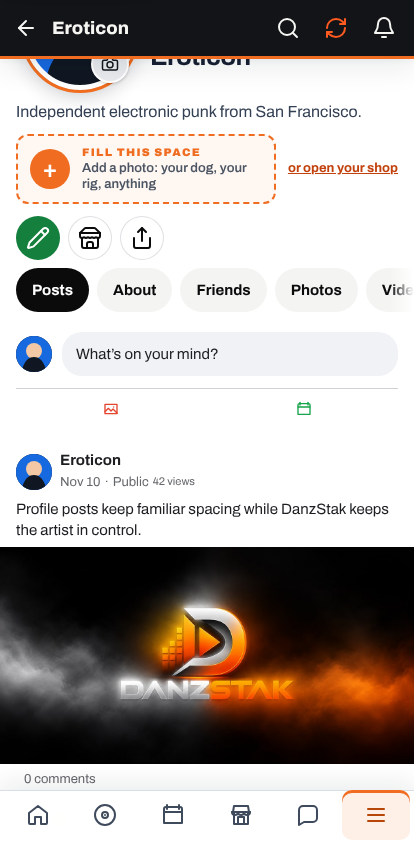 Eroticon
Eroticon
Independent electronic punk from San Francisco.
FILL THIS SPACE
Add a photo: your dog, your
rig, anything
or open your shop
Posts
About
Friends
Photos
Vide
What's on your mind?
Eroticon
Nov 10 · Public 42 views
Profile posts keep familiar spacing while DanzStak keeps
the artist in control.
DANZSTAK
0 comments